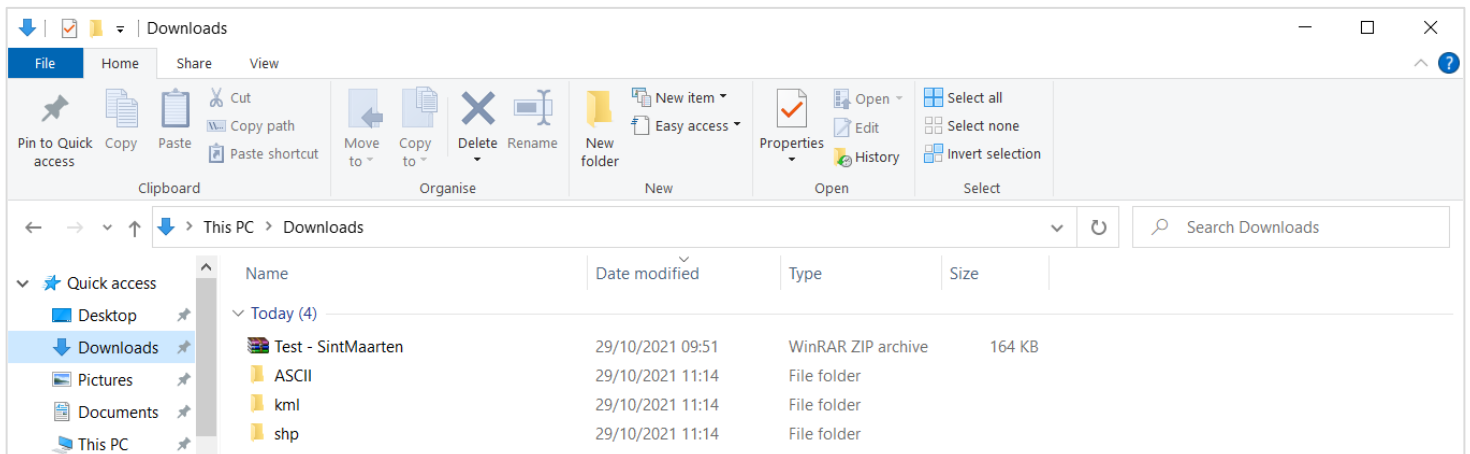 Downloads
File Home Share View
Pin to Quick access
Copy
Paste
Cut
Copy path
Paste shortcut
Clipboard
Move to
Copy to
Delete
Rename
Organise
New folder
New item
Easy access
New
Properties
Open
Edit
History
Open
Select all
Select none
Invert selection
Select
This PC > Downloads
Search Downloads
Quick access
Desktop
Downloads
Pictures
Documents
This PC
Name Date modified Type Size
Today (4)
Test - SintMaarten 29/10/2021 09:51 WinRAR ZIP archive 164 KB
ASCII 29/10/2021 11:14 File folder
kml 29/10/2021 11:14 File folder
shp 29/10/2021 11:14 File folder